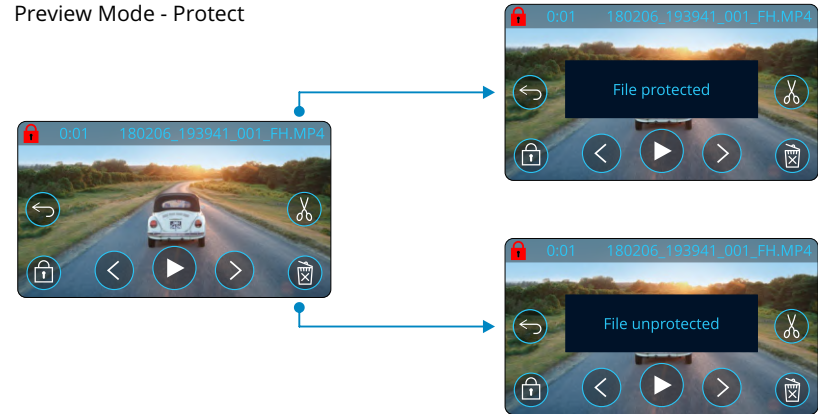 Preview Mode - Protect
0:01 180206_193941_001_FH.MP4
File protected
0:01 180206_193941_001_FH.MP4
0:01 180206_193941_001_FH.MP4
File unprotected